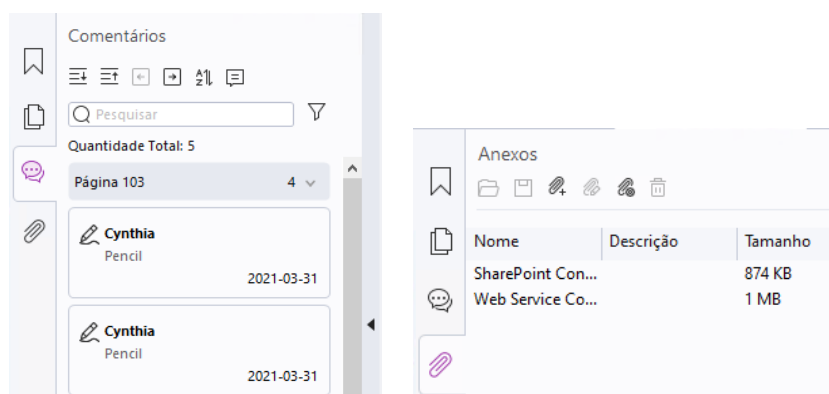 Comentários
Pesquisar
Quantidade Total: 5
Página 103 4
Cynthia
Pencil
2021-03-31
Cynthia
Pencil
2021-03-31
Anexos
Nome Descrição Tamanho
SharePoint Con... 874 KB
Web Service Co... 1 MB